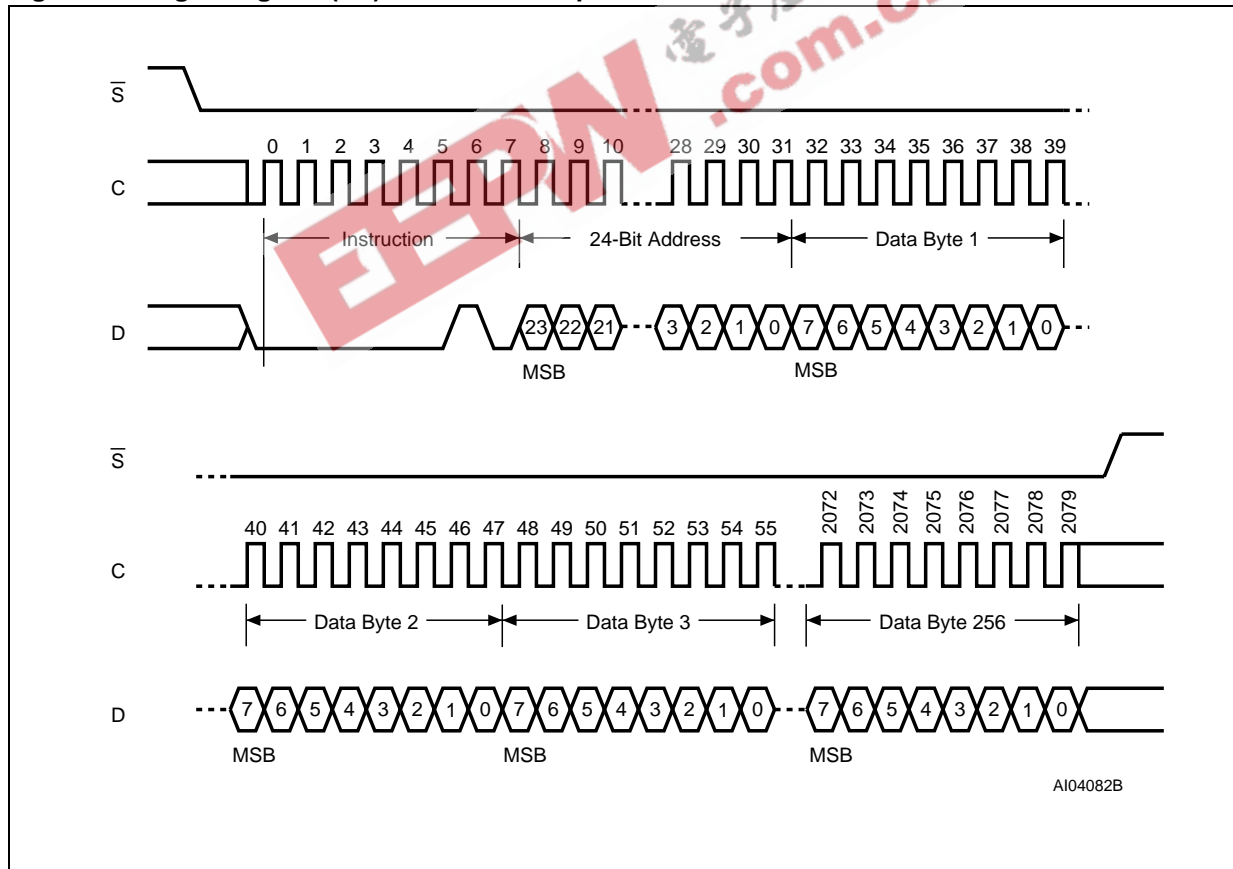 S
0 1 2 3 4 5 6 7 8 9 10 28 29 30 31 32 33 34 35 36 37 38 39
C
Instruction 24-Bit Address Data Byte 1
D
23 22 21 3 2 1 0 7 6 5 4 3 2 1 0
MSB MSB
S
40 41 42 43 44 45 46 47 48 49 50 51 52 53 54 55 2072 2073 2074 2075 2076 2077 2078 2079
C
Data Byte 2 Data Byte 3 Data Byte 256
D
7 6 5 4 3 2 1 0 7 6 5 4 3 2 1 0 7 6 5 4 3 2 1 0
MSB MSB MSB
AI04082B
EEPW
.com.c